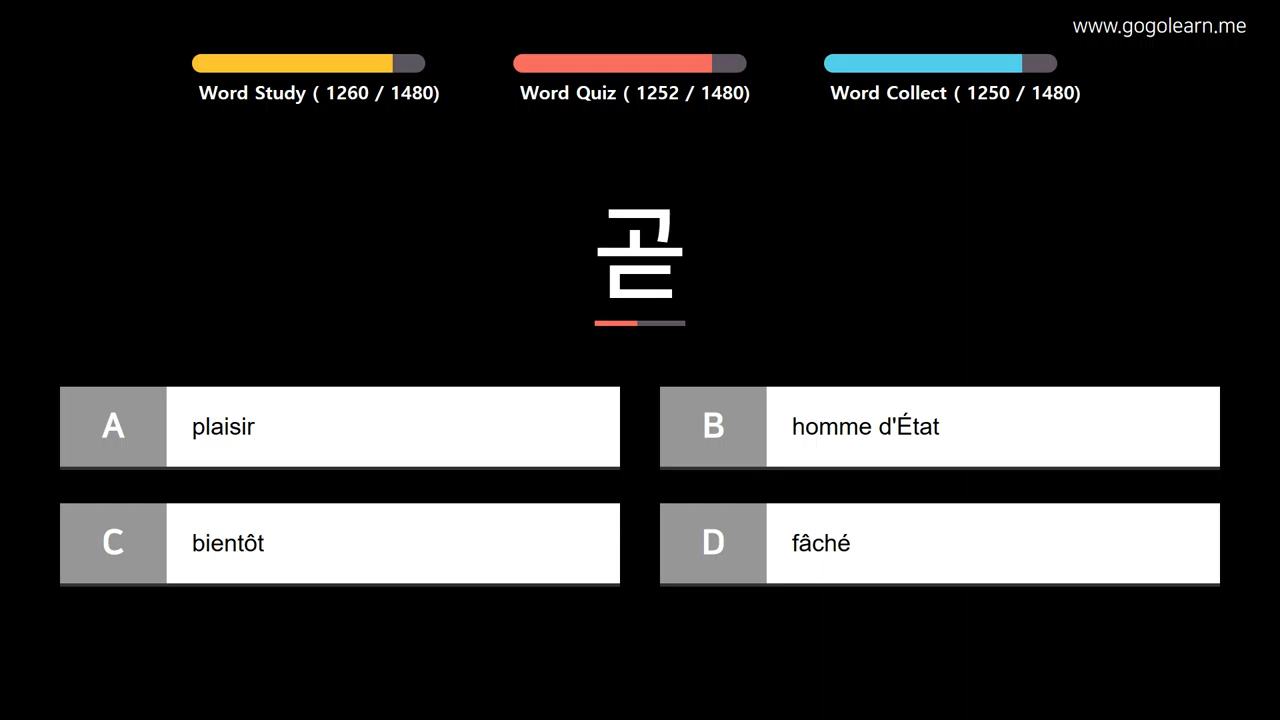 www.gogolearn.me
Word Study ( 1260 / 1480)
Word Quiz ( 1252 / 1480)
Word Collect ( 1250 / 1480)
곧
A plaisir
B homme d'État
C bientôt
D fâché